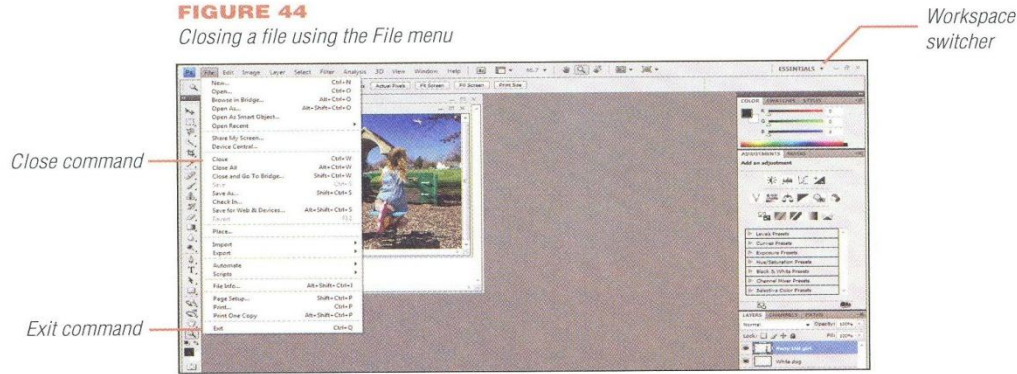 FIGURE 44
Closing a file using the File menu
Workspace
switcher
Close command
Exit command
Ps File Edit Image Layer Select Filter Analysis 3D View Window Help
ESSENTIALS
Actual Pixels Fit Screen Fill Screen Print Size
New... Ctrl+N
Open... Ctrl+O
Browse in Bridge... Alt+Ctrl+O
Open As... Alt+Shift+Ctrl+O
Open As Smart Object...
Open Recent
Share My Screen...
Device Central...
Close Ctrl+W
Close All Alt+Ctrl+W
Close and Go To Bridge... Shift+Ctrl+W
Save Ctrl+S
Save As... Shift+Ctrl+S
Check In...
Save for Web & Devices... Alt+Shift+Ctrl+S
Revert F12
Place...
Import
Export
Automate
Scripts
File Info... Alt+Shift+Ctrl+I
Page Setup... Shift+Ctrl+P
Print... Ctrl+P
Print One Copy Alt+Shift+Ctrl+P
Exit Ctrl+Q
COLOR SWATCHES STYLES
R 0
G 0
B 0
ADJUSTMENTS MASKS
Add an adjustment
Levels Presets
Curves Presets
Exposure Presets
Hue/Saturation Presets
Black & White Presets
Channel Mixer Presets
Selective Color Presets
LAYERS CHANNELS PATHS
Normal Opacity: 100%
Lock: Fill: 100%
White dog